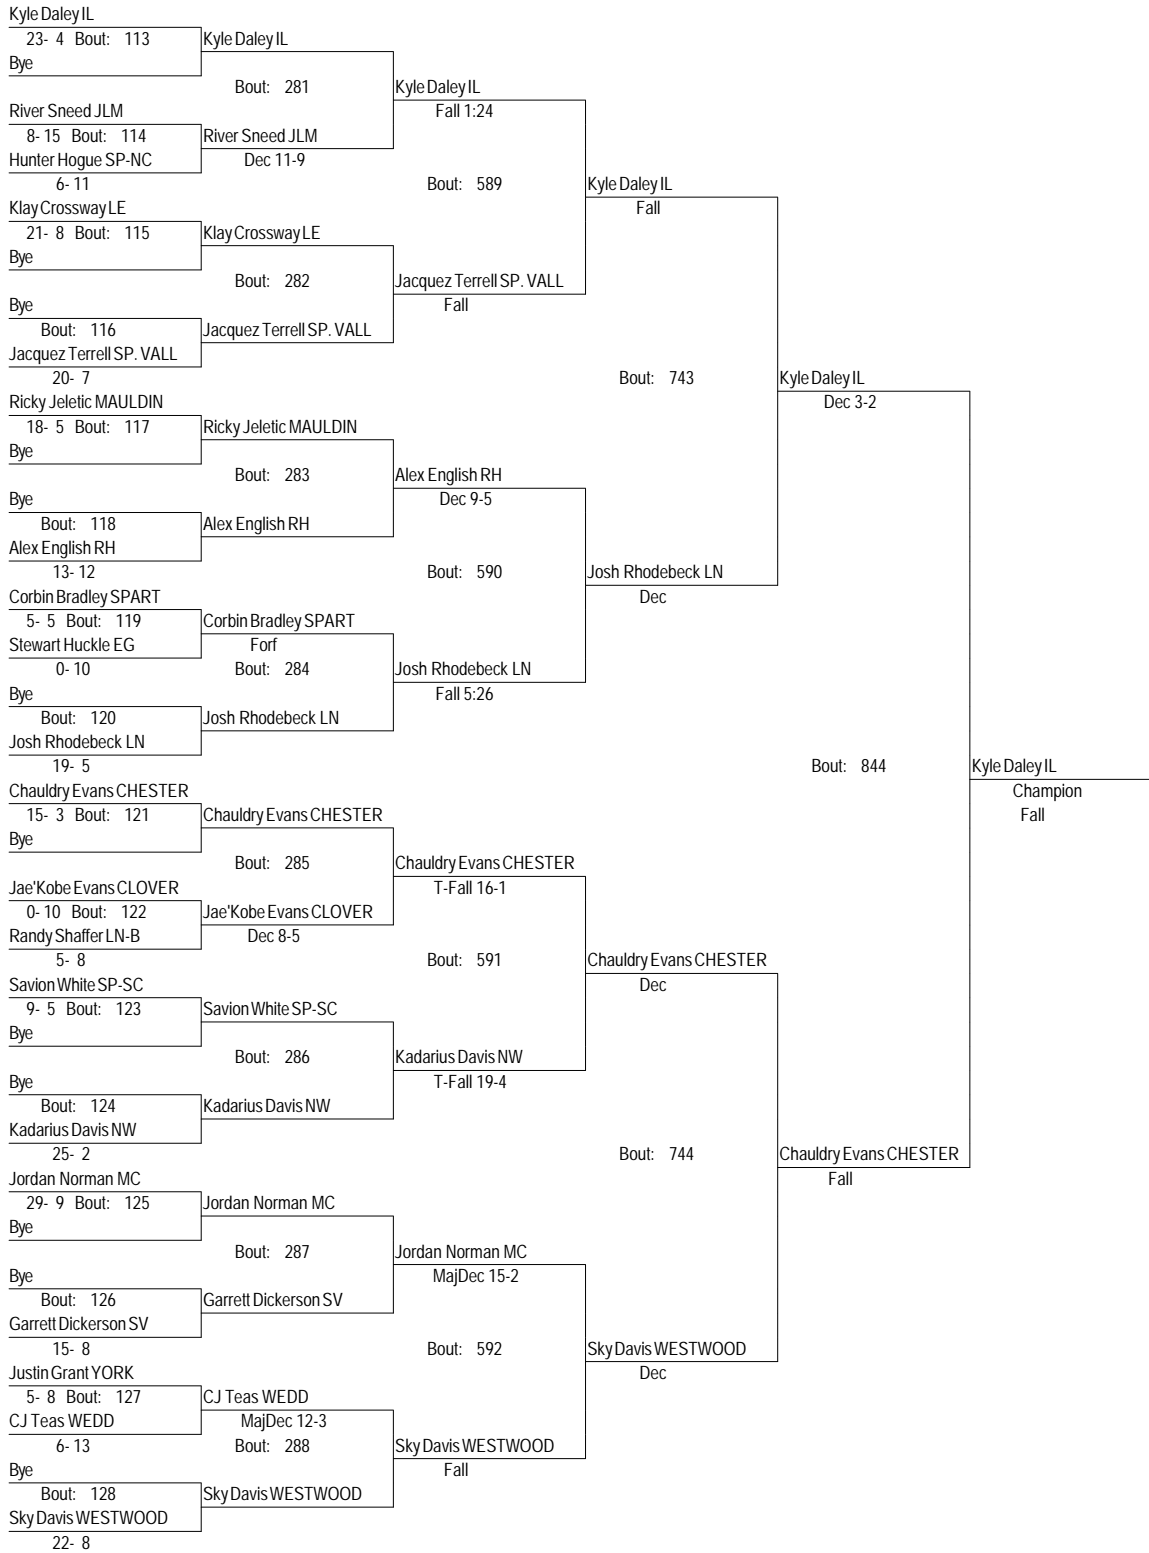 Kyle Daley IL
23- 4 Bout: 113 Kyle Daley IL
Bye
Bout: 281 Kyle Daley IL
River Sneed JLM Fall 1:24
8- 15 Bout: 114 River Sneed JLM
Hunter Hogue SP-NC Dec 11-9
6- 11 Bout: 589 Kyle Daley IL
Klay Crossway LE Fall
21- 8 Bout: 115 Klay Crossway LE
Bye
Bout: 282 Jacquez Terrell SP. VALL
Bye Fall
Bout: 116 Jacquez Terrell SP. VALL
Jacquez Terrell SP. VALL
20- 7 Bout: 743 Kyle Daley IL
Ricky Jeletic MAULDIN Dec 3-2
18- 5 Bout: 117 Ricky Jeletic MAULDIN
Bye
Bout: 283 Alex English RH
Bye Dec 9-5
Bout: 118 Alex English RH
Alex English RH
13- 12 Bout: 590 Josh Rhodebeck LN
Corbin Bradley SPART Dec
5- 5 Bout: 119 Corbin Bradley SPART
Stewart Huckle EG Forf
0- 10 Bout: 284 Josh Rhodebeck LN
Bye Fall 5:26
Bout: 120 Josh Rhodebeck LN
Josh Rhodebeck LN
19- 5 Bout: 844 Kyle Daley IL
Chauldry Evans CHESTER Champion
15- 3 Bout: 121 Chauldry Evans CHESTER Fall
Bye
Bout: 285 Chauldry Evans CHESTER
Jae'Kobe Evans CLOVER T-Fall 16-1
0- 10 Bout: 122 Jae'Kobe Evans CLOVER
Randy Shaffer LN-B Dec 8-5
5- 8 Bout: 591 Chauldry Evans CHESTER
Savion White SP-SC Dec
9- 5 Bout: 123 Savion White SP-SC
Bye
Bout: 286 Kadarius Davis NW
Bye T-Fall 19-4
Bout: 124 Kadarius Davis NW
Kadarius Davis NW
25- 2 Bout: 744 Chauldry Evans CHESTER
Jordan Norman MC Fall
29- 9 Bout: 125 Jordan Norman MC
Bye
Bout: 287 Jordan Norman MC
Bye MajDec 15-2
Bout: 126 Garrett Dickerson SV
Garrett Dickerson SV
15- 8 Bout: 592 Sky Davis WESTWOOD
Justin Grant YORK Dec
5- 8 Bout: 127 CJ Teas WEDD
CJ Teas WEDD MajDec 12-3
6- 13 Bout: 288 Sky Davis WESTWOOD
Bye Fall
Bout: 128 Sky Davis WESTWOOD
Sky Davis WESTWOOD
22- 8